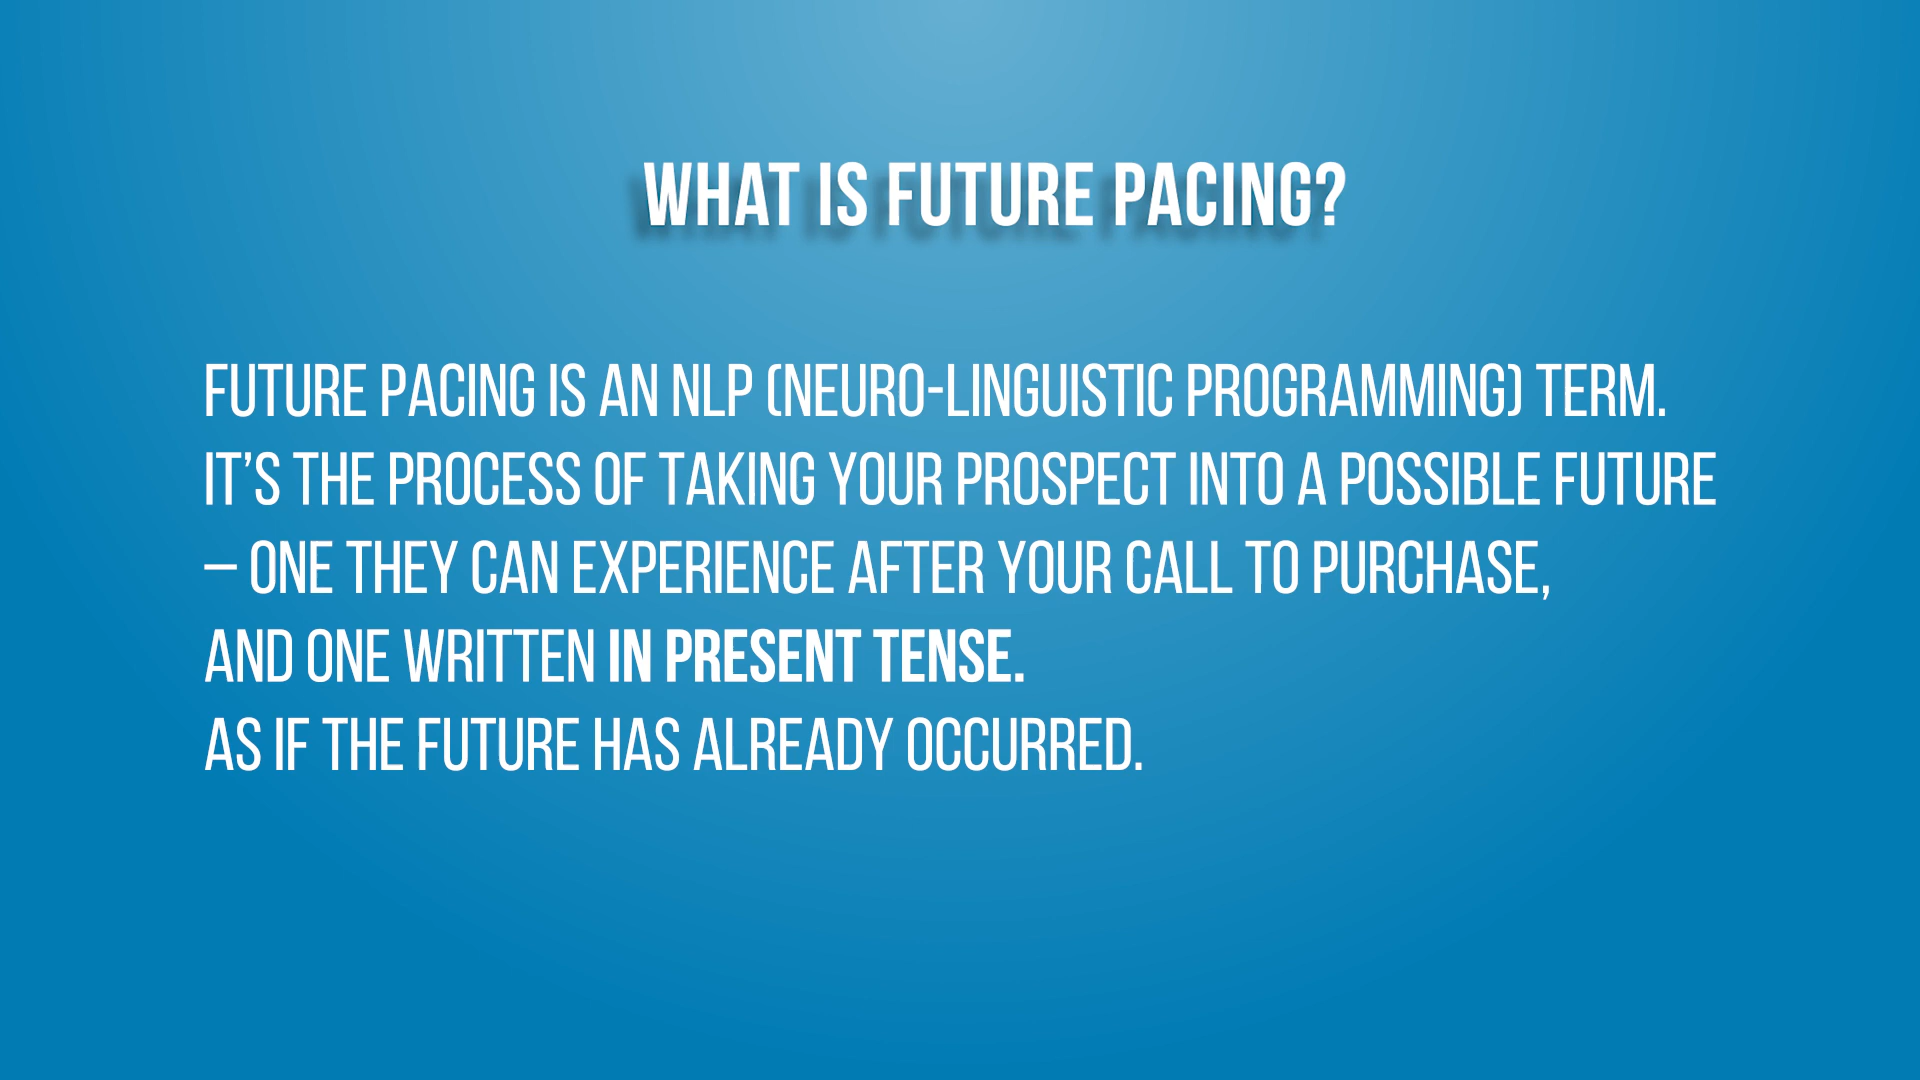 WHAT IS FUTURE PACING?
FUTURE PACING IS AN NLP (NEURO-LINGUISTIC PROGRAMMING) TERM.
IT’S THE PROCESS OF TAKING YOUR PROSPECT INTO A POSSIBLE FUTURE
– ONE THEY CAN EXPERIENCE AFTER YOUR CALL TO PURCHASE,
AND ONE WRITTEN IN PRESENT TENSE.
AS IF THE FUTURE HAS ALREADY OCCURRED.